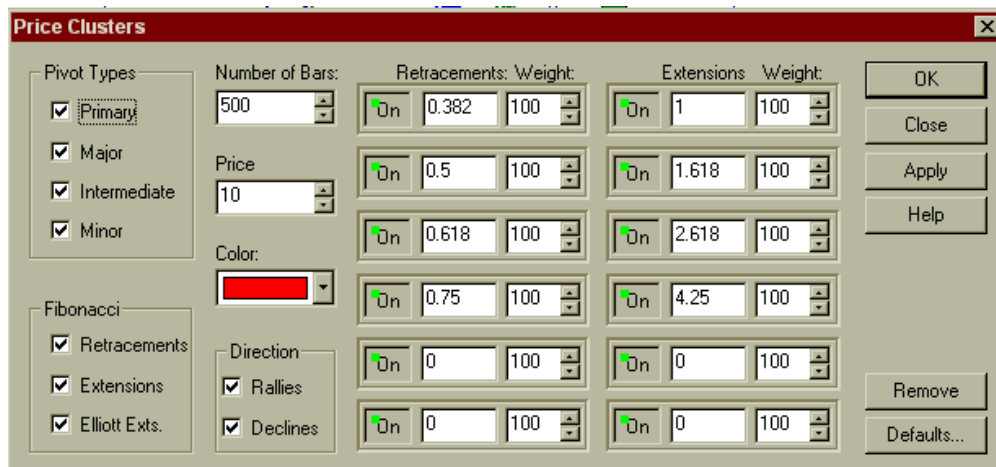 Price Clusters
Pivot Types
Primary
Major
Intermediate
Minor
Fibonacci
Retracements
Extensions
Elliott Exts.
Number of Bars:
500
Price
10
Color:
Direction
Rallies
Declines
Retracements: Weight:
On 0.382 100
On 0.5 100
On 0.618 100
On 0.75 100
On 0 100
On 0 100
Extensions Weight:
On 1 100
On 1.618 100
On 2.618 100
On 4.25 100
On 0 100
On 0 100
OK
Close
Apply
Help
Remove
Defaults...